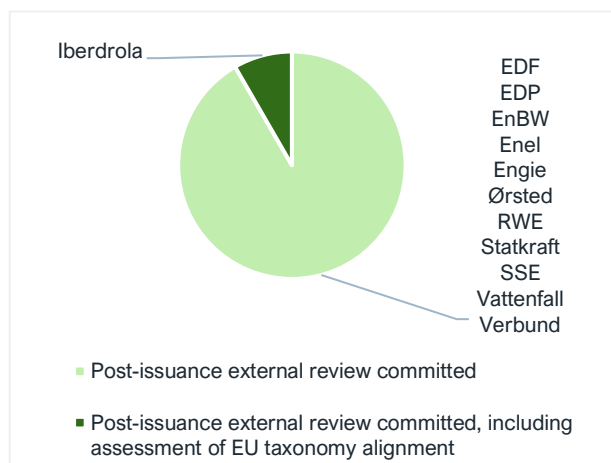 Iberdrola
EDF
EDP
EnBW
Enel
Engie
Ørsted
RWE
Statkraft
SSE
Vattenfall
Verbund
Post-issuance external review committed
Post-issuance external review committed, including
assessment of EU taxonomy alignment